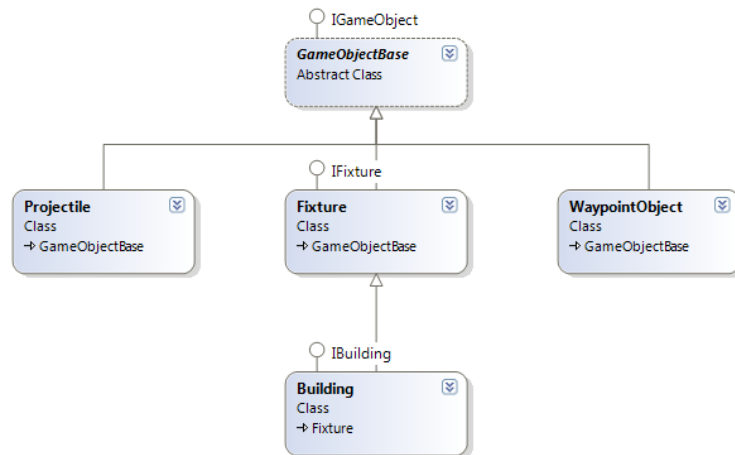 IGameObject
GameObjectBase
Abstract Class
IFixture
Projectile
Class
GameObjectBase
Fixture
Class
GameObjectBase
WaypointObject
Class
GameObjectBase
IBuilding
Building
Class
Fixture